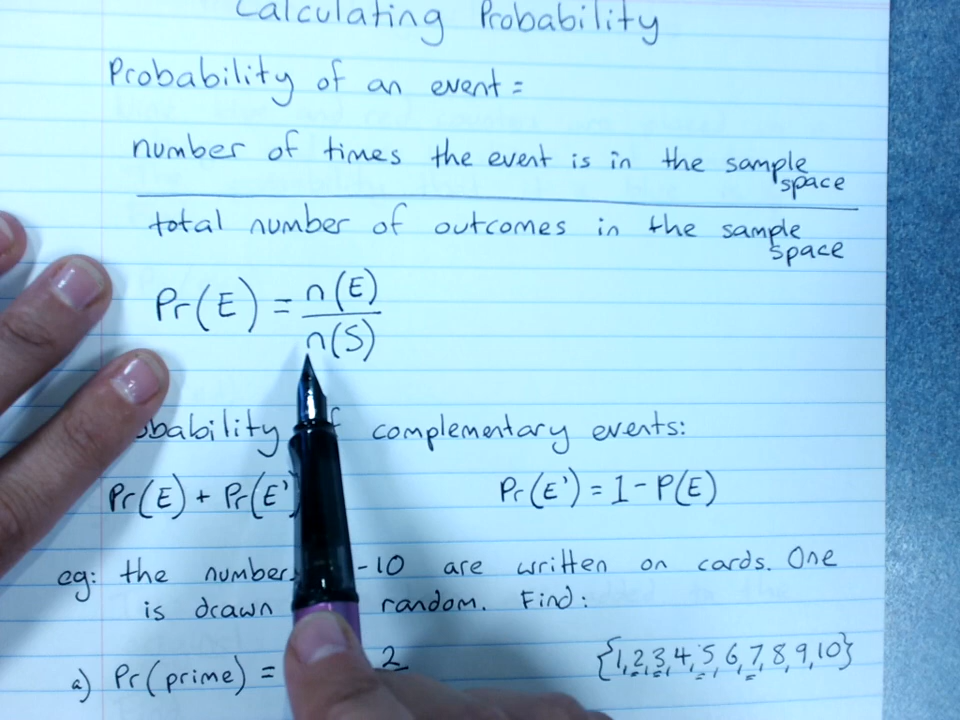 Calculating Probability
Probability of an event =
number of times the event is in the sample space
total number of outcomes in the sample space
Pr(E) = n(E)
n(S)
complementary events:
Pr(E) + Pr(E'
Pr(E') = 1 - P(E)
eg: the number -10 are written on cards. One
is drawn random. Find:
a) Pr(prime) = 2
{1,2,3,4,5,6,7,8,9,10}